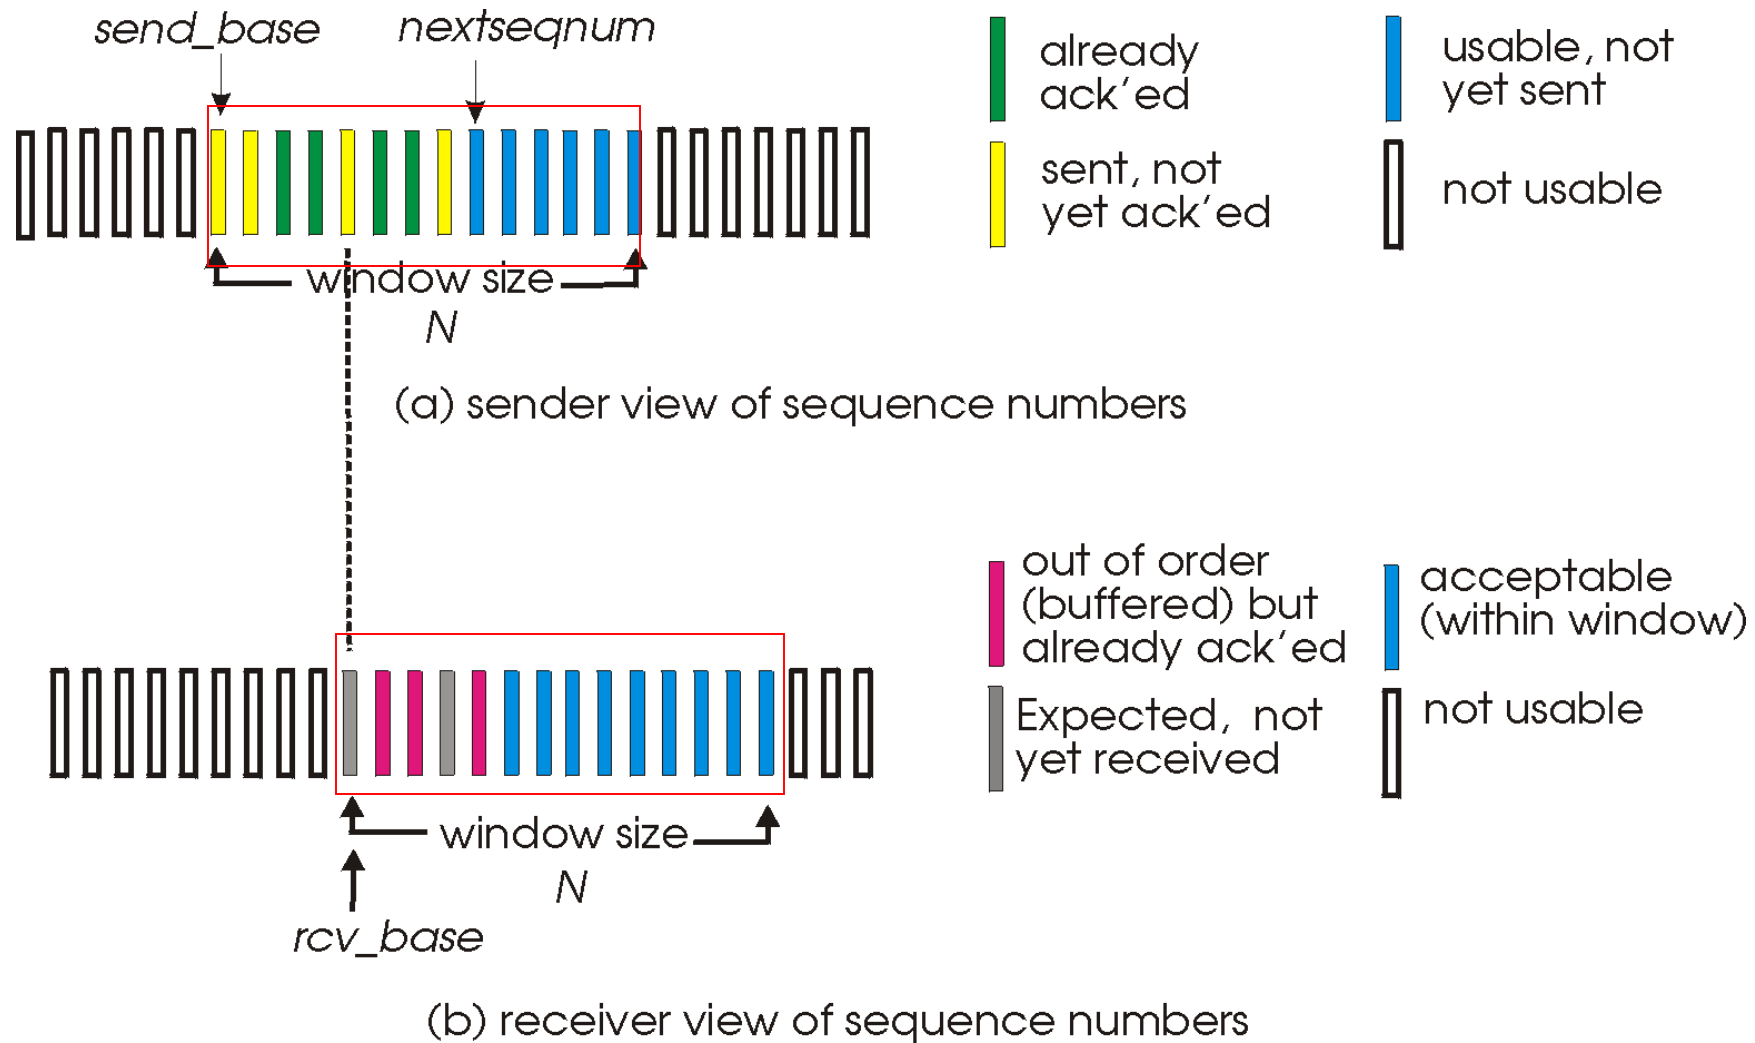 send_base
nextseqnum
already
ack'ed
usable, not
yet sent
sent, not
yet ack'ed
not usable
window size
N
(a) sender view of sequence numbers
out of order
(buffered) but
already ack'ed
acceptable
(within window)
Expected, not
yet received
not usable
window size
N
rcv_base
(b) receiver view of sequence numbers